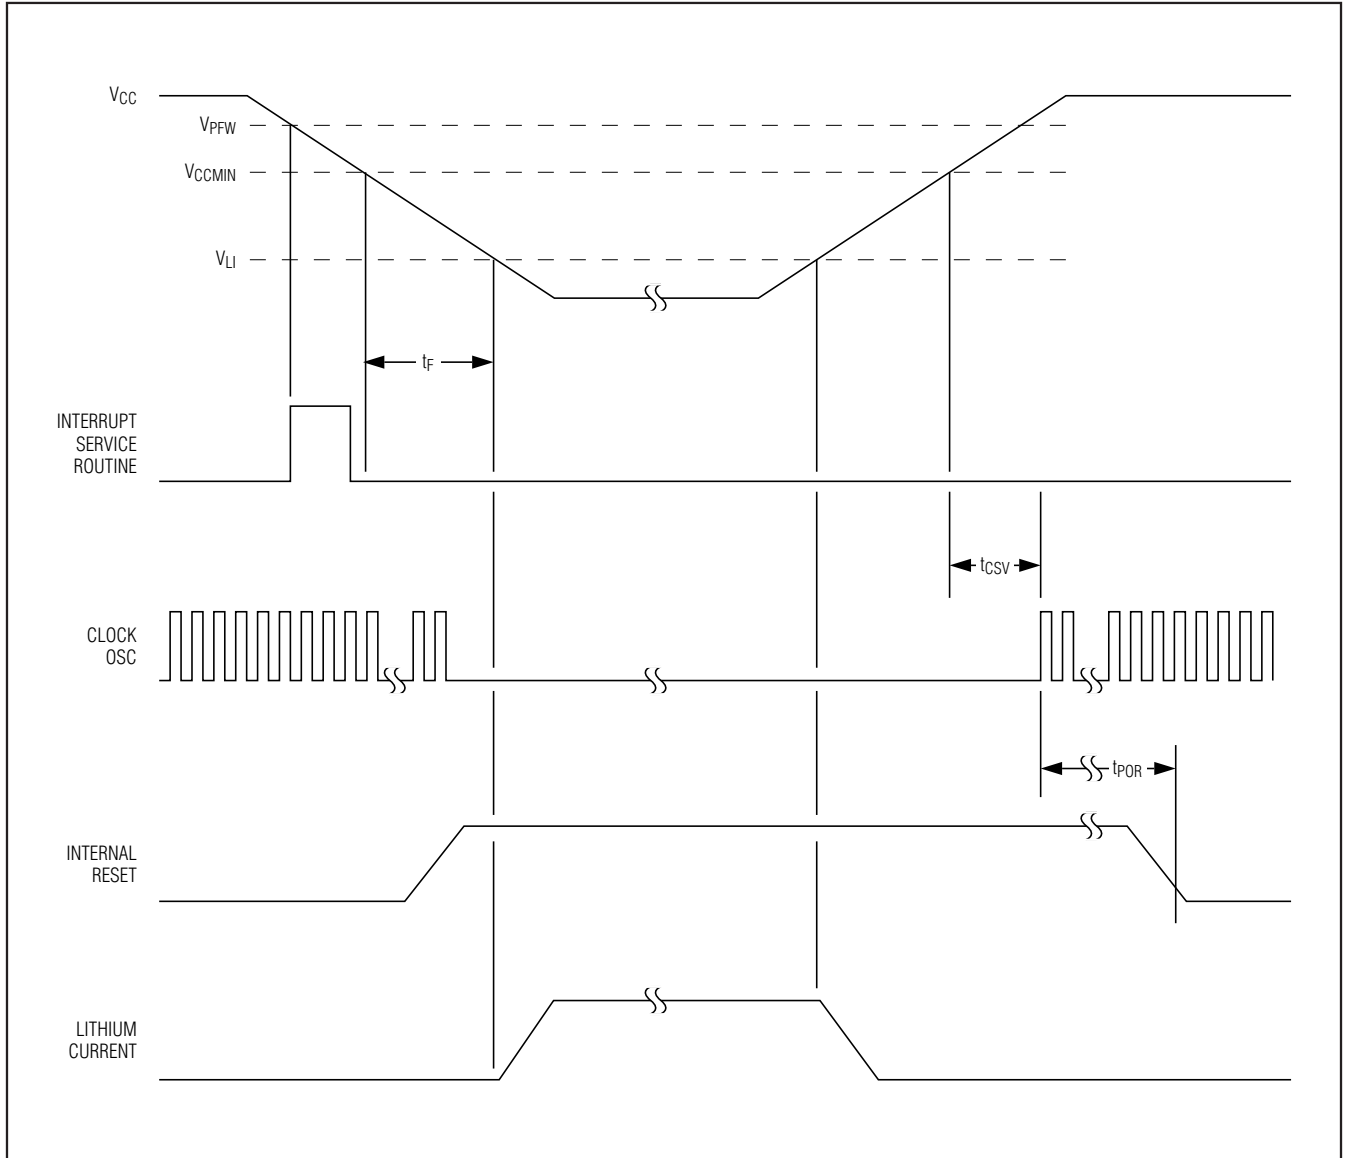 VCC
VPFW
VCCMIN
VLI
tF
INTERRUPT
SERVICE
ROUTINE
tCSV
CLOCK
OSC
tPOR
INTERNAL
RESET
LITHIUM
CURRENT